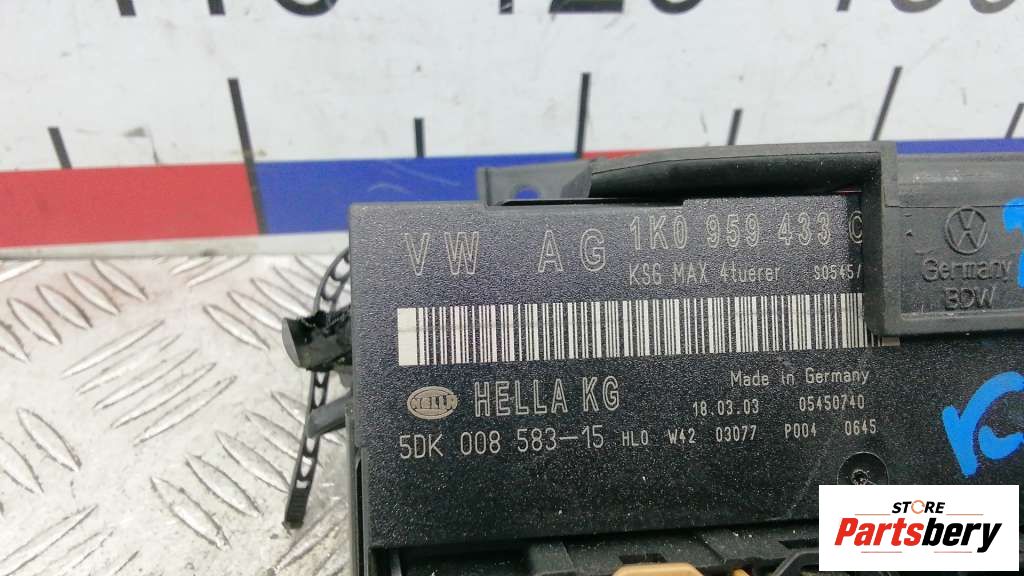 VW AG 1K0 959 433 C
KSG MAX 4tuerer S0545/
Germany
BDW
HELLA
HELLA KG
Made in Germany
18.03.03 05450740
5DK 008 583-15 HL0 W42 03077 P004 0645
STORE
Partsbery